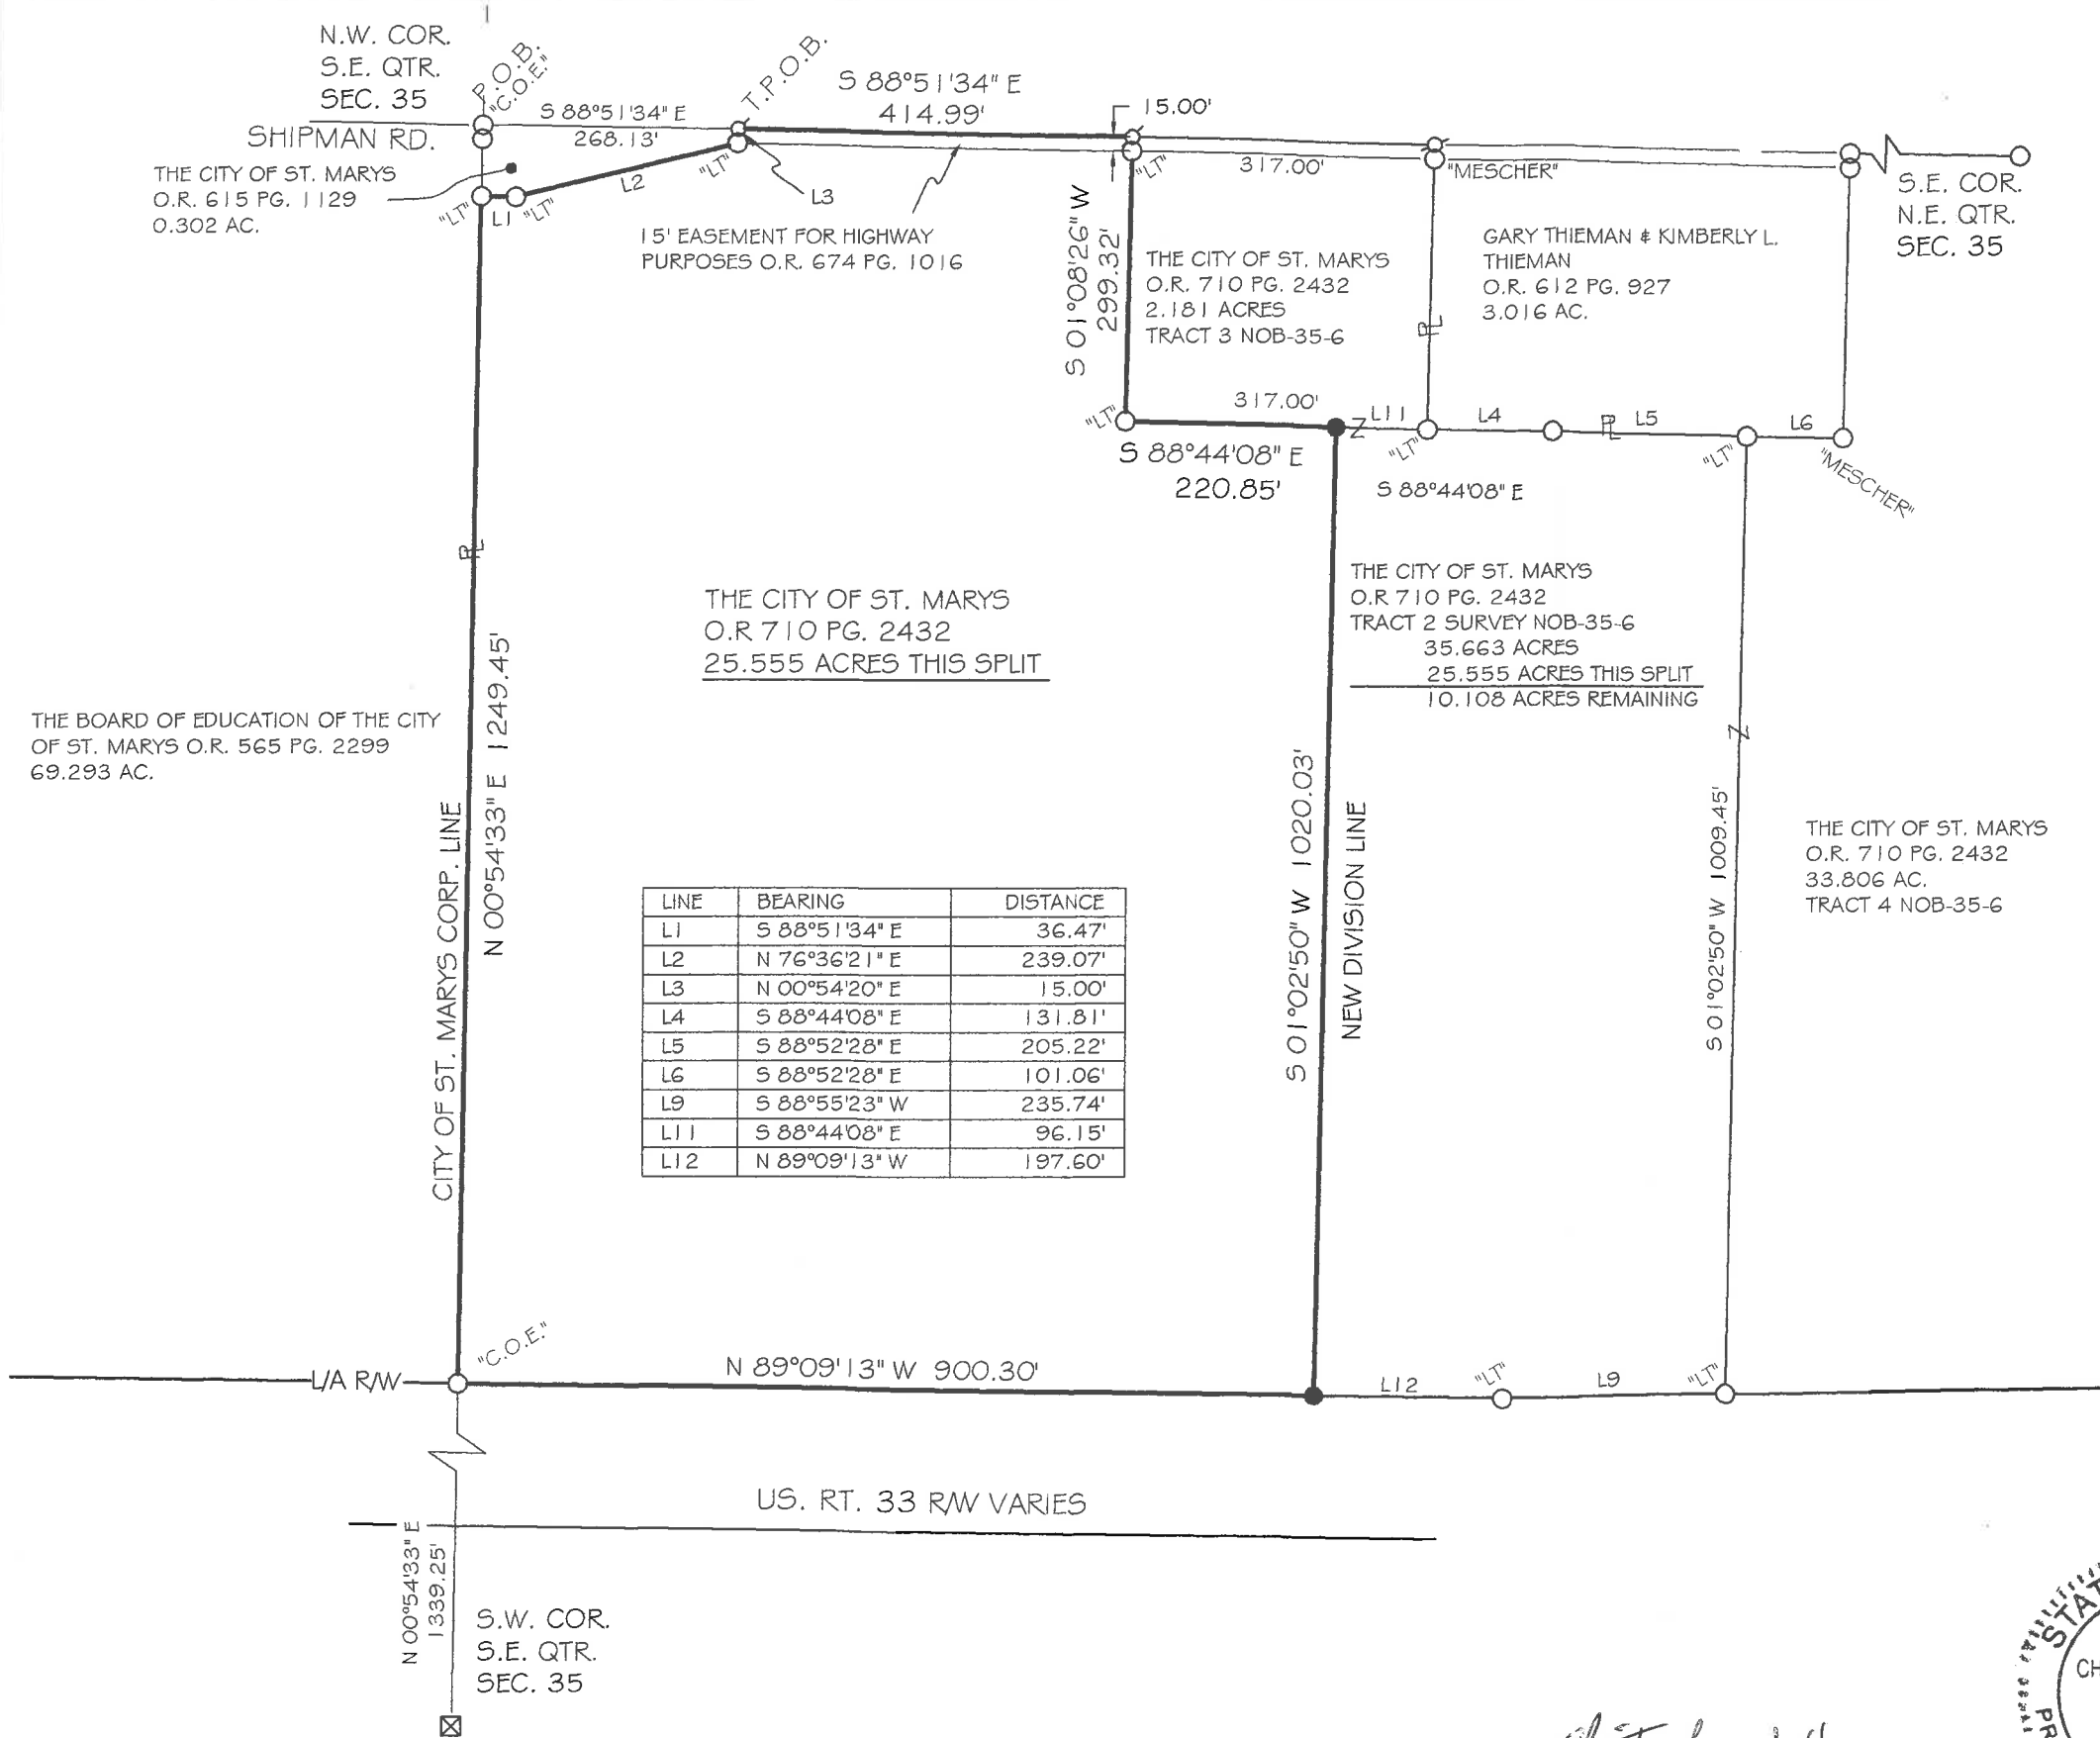 N.W. COR.
S.E. QTR.
SEC. 35
P.O.B.
"C.O.E."
T.P.O.B.
S 88°51'34" E
268.13'
S 88°51'34" E
414.99'
15.00'
SHIPMAN RD.
THE CITY OF ST. MARYS
O.R. 615 PG. 1129
0.302 AC.
"LT"
L1
"LT"
L2
"LT"
L3
15' EASEMENT FOR HIGHWAY
PURPOSES O.R. 674 PG. 1016
"LT"
317.00'
"MESCHER"
S.E. COR.
N.E. QTR.
SEC. 35
S 01°08'26" W
299.32'
THE CITY OF ST. MARYS
O.R. 710 PG. 2432
2.181 ACRES
TRACT 3 NOB-35-6
GARY THIEMAN & KIMBERLY L.
THIEMAN
O.R. 612 PG. 927
3.016 AC.
PL
317.00'
"LT"
Z
L11
"LT"
L4
PL
L5
"LT"
L6
"MESCHER"
S 88°44'08" E
220.85'
S 88°44'08" E
PL
N 00°54'33" E 1249.45'
THE CITY OF ST. MARYS
O.R 710 PG. 2432
25.555 ACRES THIS SPLIT
THE CITY OF ST. MARYS
O.R 710 PG. 2432
TRACT 2 SURVEY NOB-35-6
35.663 ACRES
25.555 ACRES THIS SPLIT
10.108 ACRES REMAINING
THE BOARD OF EDUCATION OF THE CITY
OF ST. MARYS O.R. 565 PG. 2299
69.293 AC.
CITY OF ST. MARYS CORP. LINE
S 01°02'50" W 1020.03'
NEW DIVISION LINE
Z
S 01°02'50" W 1009.45'
THE CITY OF ST. MARYS
O.R. 710 PG. 2432
33.806 AC.
TRACT 4 NOB-35-6
LINE BEARING DISTANCE
L1 S 88°51'34" E 36.47'
L2 N 76°36'21" E 239.07'
L3 N 00°54'20" E 15.00'
L4 S 88°44'08" E 131.81'
L5 S 88°52'28" E 205.22'
L6 S 88°52'28" E 101.06'
L9 S 88°55'23" W 235.74'
L11 S 88°44'08" E 96.15'
L12 N 89°09'13" W 197.60'
"C.O.E."
L/A R/W
N 89°09'13" W 900.30'
L12
"LT"
L9
"LT"
US. RT. 33 R/W VARIES
N 00°54'33" E
1339.25'
S.W. COR.
S.E. QTR.
SEC. 35